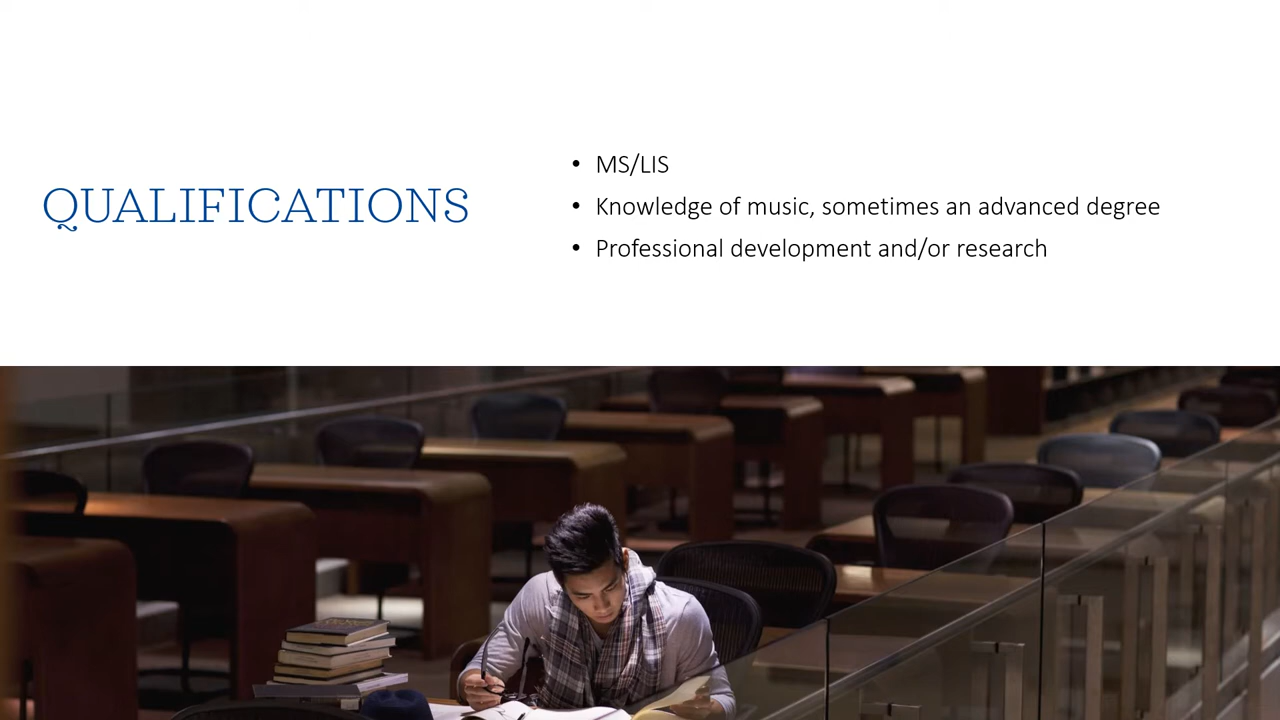 QUALIFICATIONS
• MS/LIS
• Knowledge of music, sometimes an advanced degree
• Professional development and/or research